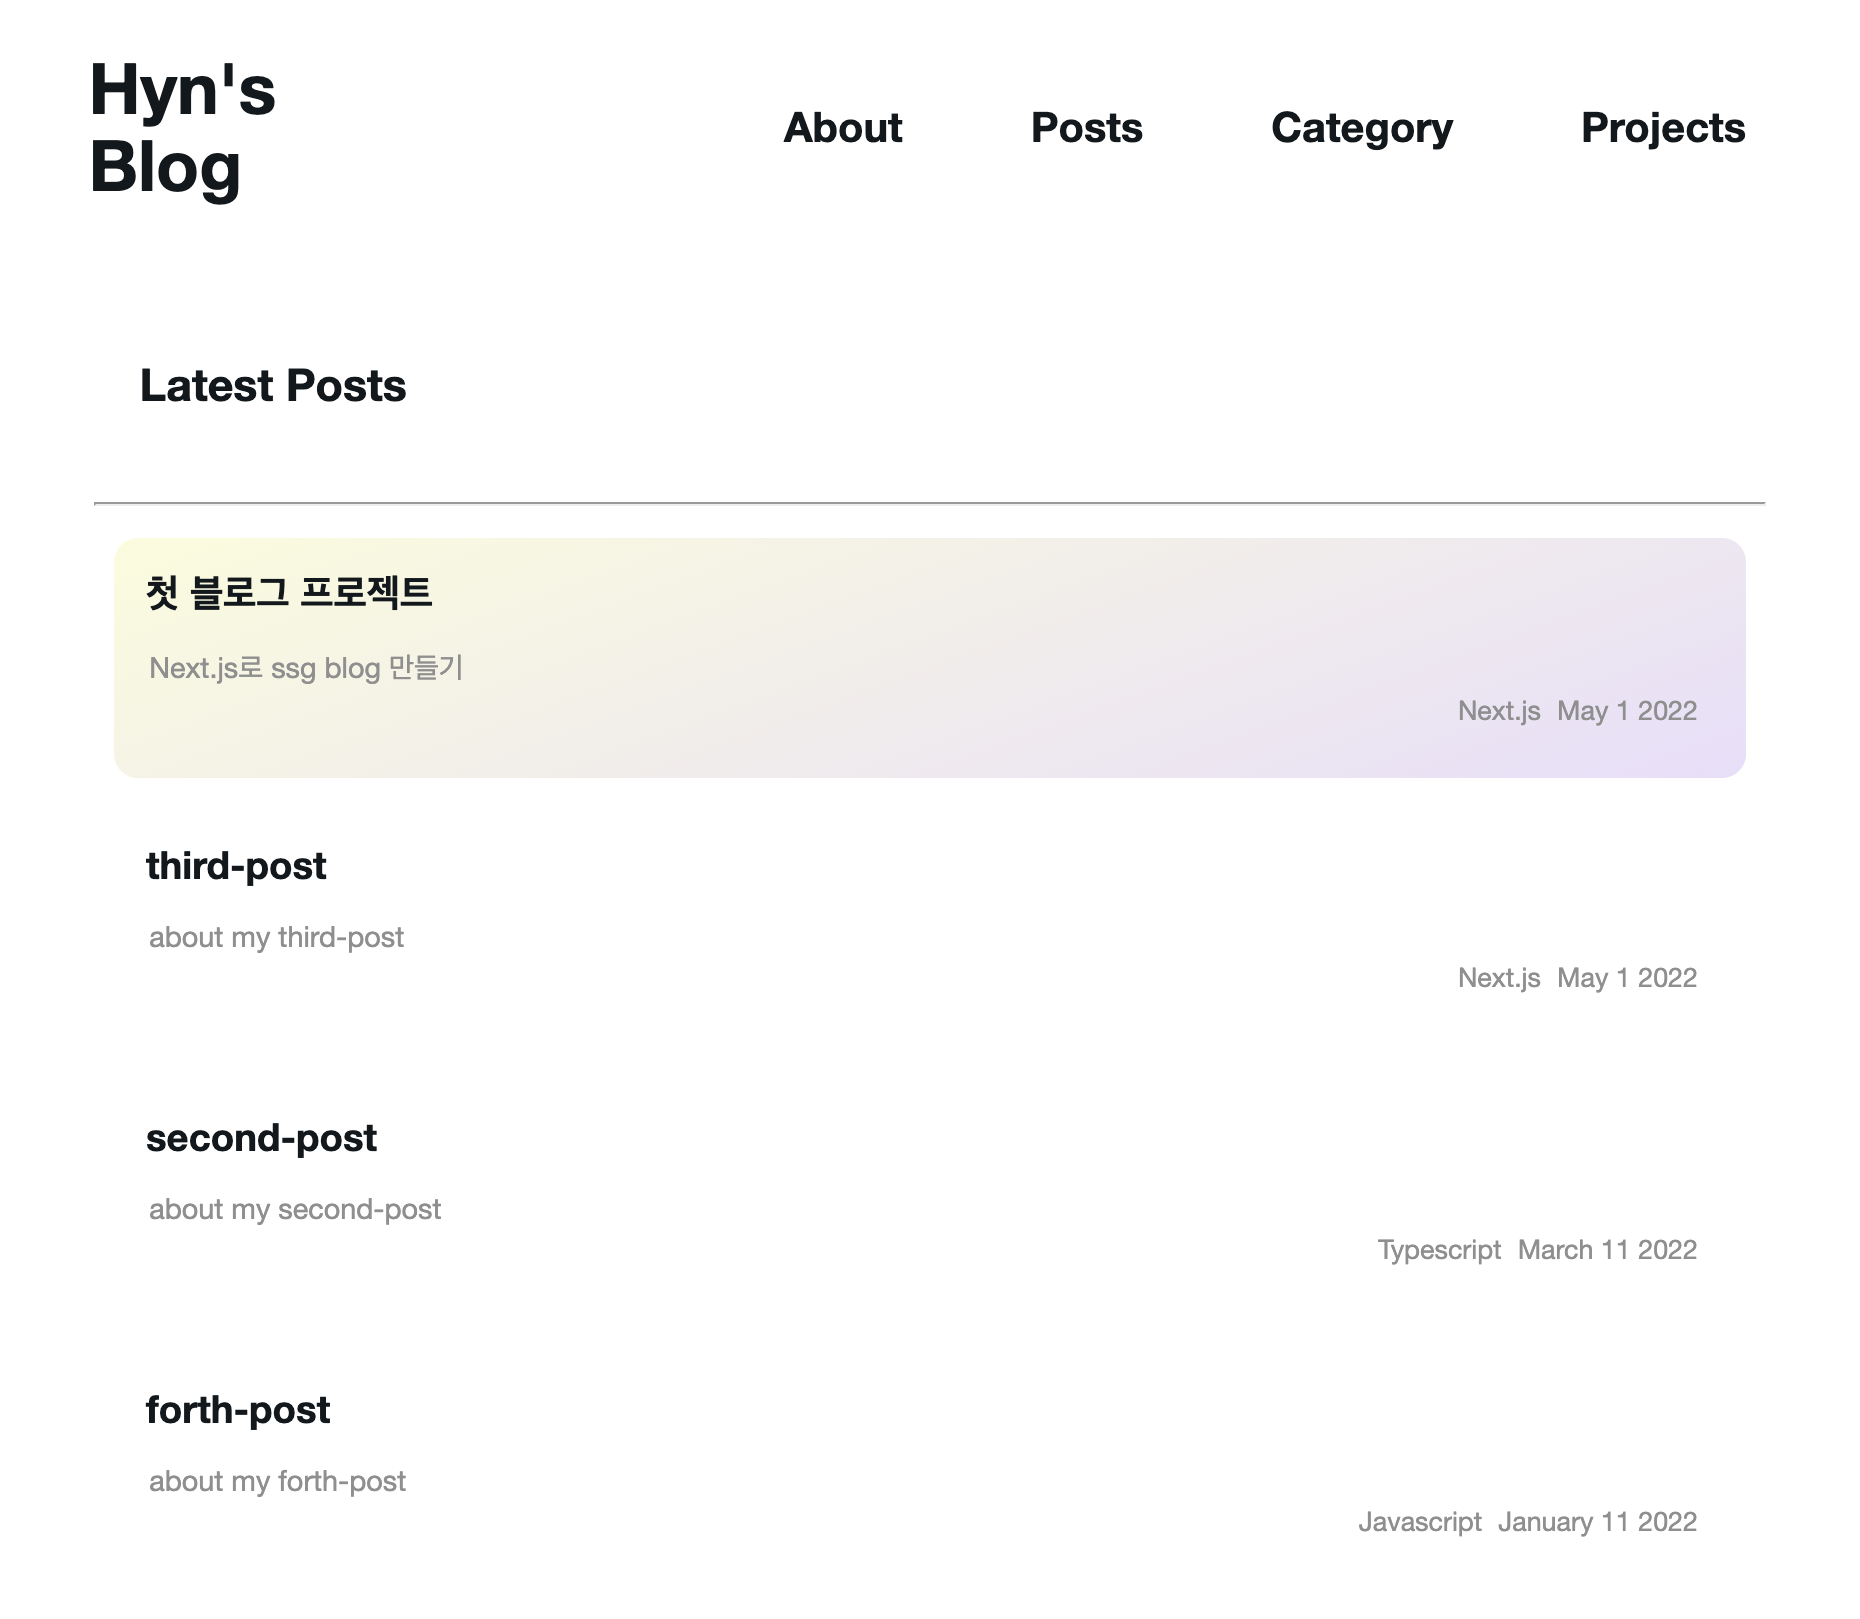 Hyn's
Blog
About Posts Category Projects
Latest Posts
첫 블로그 프로젝트
Next.js로 ssg blog 만들기
Next.js May 1 2022
third-post
about my third-post
Next.js May 1 2022
second-post
about my second-post
Typescript March 11 2022
forth-post
about my forth-post
Javascript January 11 2022